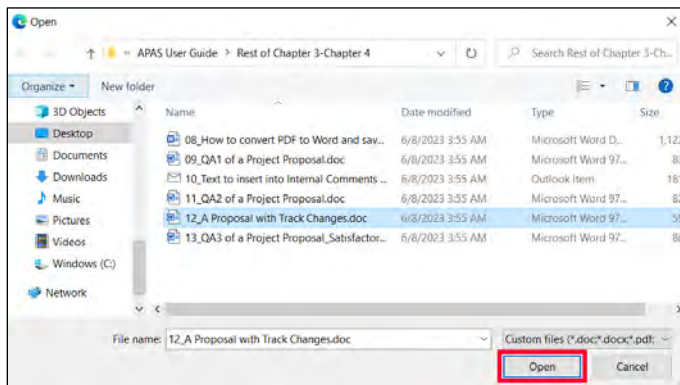 Open
« APAS User Guide > Rest of Chapter 3-Chapter 4
Search Rest of Chapter 3-Ch...
Organize New folder
Name Date modified Type Size
3D Objects
Desktop
Documents
Downloads
Music
Pictures
Videos
Windows (C:)
Network
08_How to convert PDF to Word and sav... 6/8/2023 3:55 AM Microsoft Word D...
09_QA1 of a Project Proposal.doc 6/8/2023 3:55 AM Microsoft Word 97...
10_Text to insert into Internal Comments ... 6/8/2023 3:55 AM Outlook Item
11_QA2 of a Project Proposal.doc 6/8/2023 3:55 AM Microsoft Word 97...
12_A Proposal with Track Changes.doc 6/8/2023 3:55 AM Microsoft Word 97...
13_QA3 of a Project Proposal_Satisfactor... 6/8/2023 3:55 AM Microsoft Word 97...
File name: 12_A Proposal with Track Changes.doc
Custom files (*.doc;*.docx;*.pdf;
Open Cancel